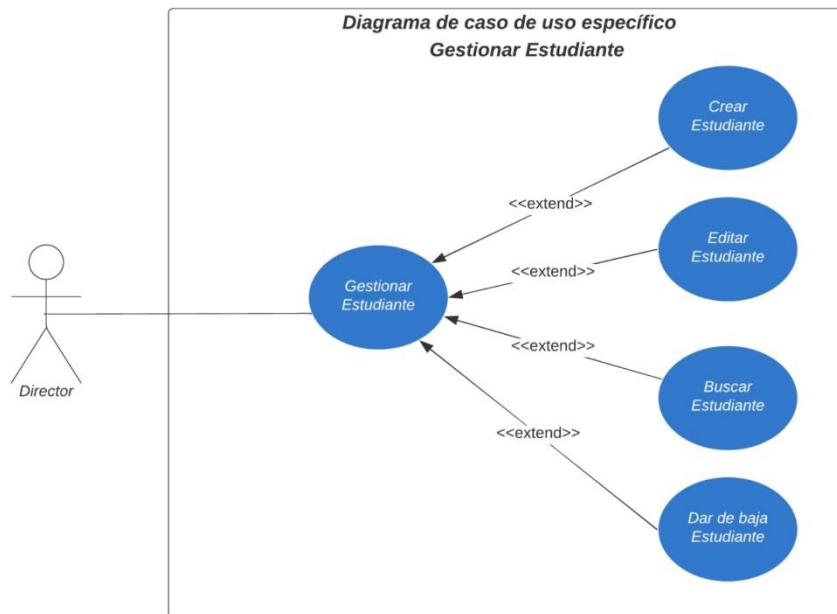 Diagrama de caso de uso específico
Gestionar Estudiante
Crear
Estudiante
<<extend>>
Editar
Estudiante
<<extend>>
Gestionar
Estudiante
<<extend>>
Buscar
Estudiante
Director
<<extend>>
Dar de baja
Estudiante